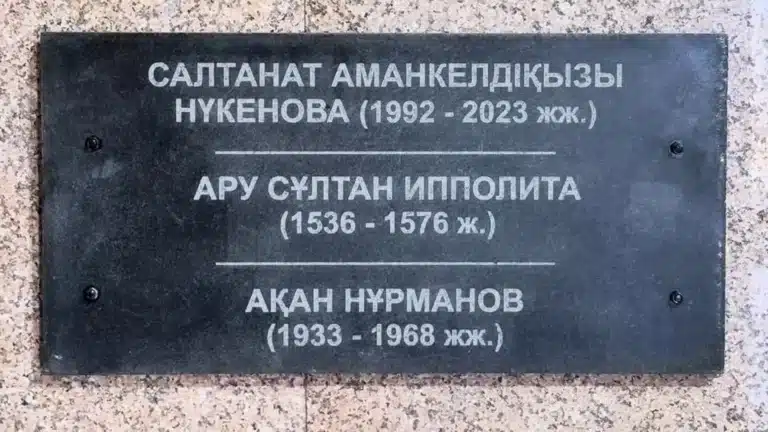 САЛТАНАТ АМАНКЕЛДІҚЫЗЫ
НҮКЕНОВА (1992 - 2023 жж.)
АРУ СҰЛТАН ИППОЛИТА
(1536 - 1576 ж.)
АҚАН НҰРМАНОВ
(1933 - 1968 жж.)